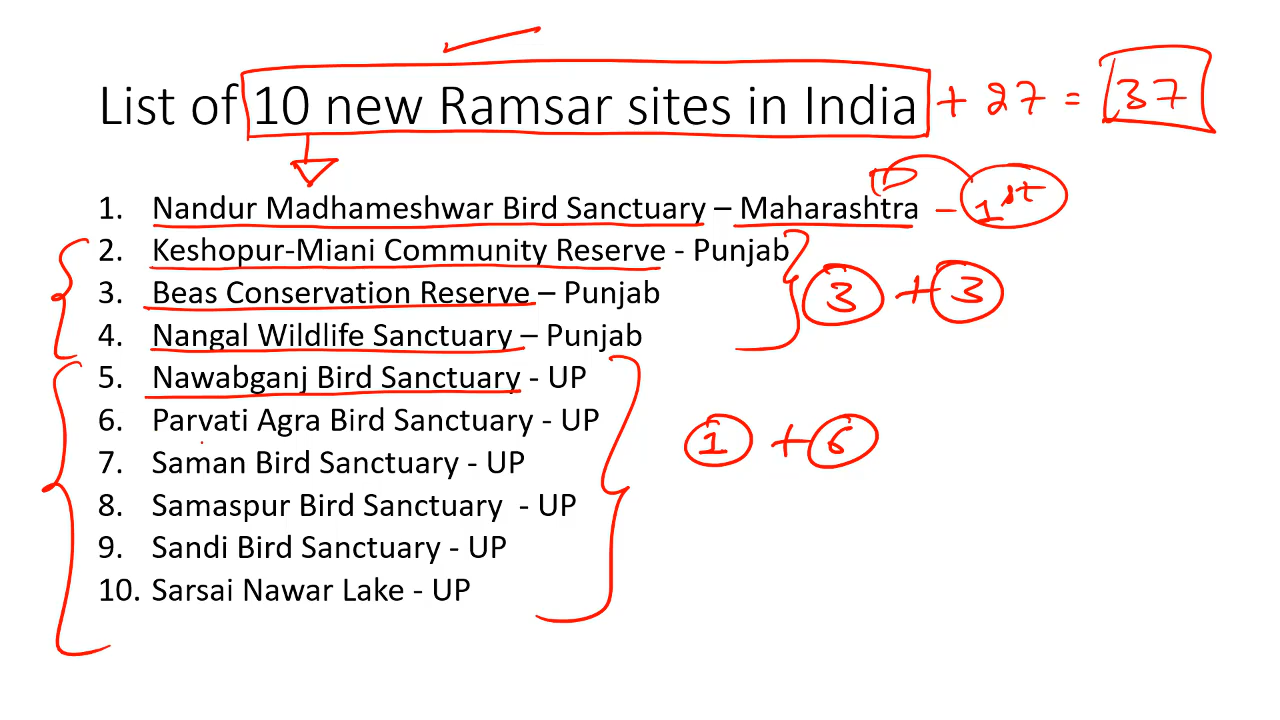 List of 10 new Ramsar sites in India + 27 = 37
1. Nandur Madhameshwar Bird Sanctuary – Maharashtra – 1st
2. Keshopur-Miani Community Reserve - Punjab
3. Beas Conservation Reserve – Punjab 3 + 3
4. Nangal Wildlife Sanctuary – Punjab
5. Nawabganj Bird Sanctuary - UP
6. Parvati Agra Bird Sanctuary - UP 1 + 6
7. Saman Bird Sanctuary - UP
8. Samaspur Bird Sanctuary - UP
9. Sandi Bird Sanctuary - UP
10. Sarsai Nawar Lake - UP